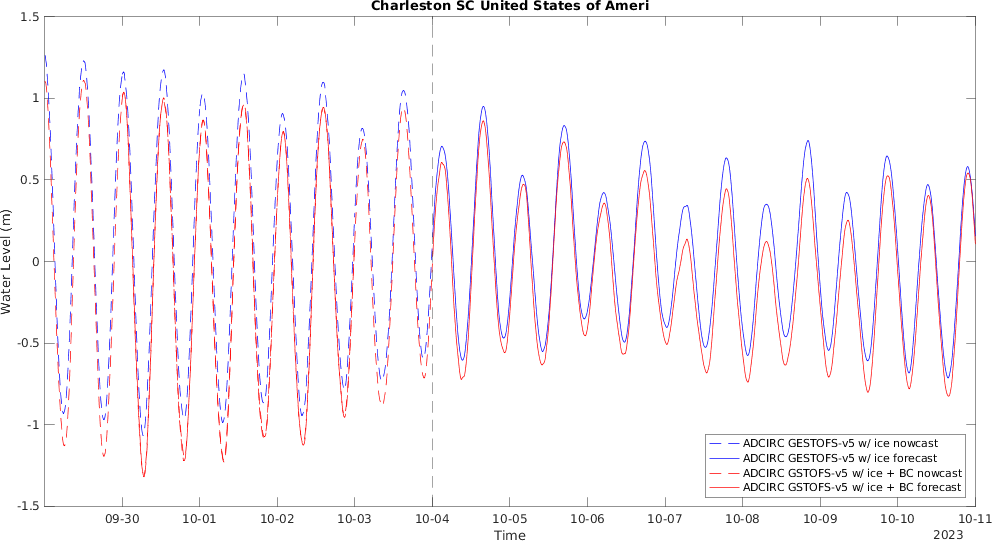 Charleston SC United States of Ameri
1.5
1
0.5
0
-0.5
-1
-1.5
Water Level (m)
ADCIRC GESTOFS-v5 w/ ice nowcast
ADCIRC GESTOFS-v5 w/ ice forecast
ADCIRC GSTOFS-v5 w/ ice + BC nowcast
ADCIRC GSTOFS-v5 w/ ice + BC forecast
09-30 10-01 10-02 10-03 10-04 10-05 10-06 10-07 10-08 10-09 10-10 10-11
Time
2023